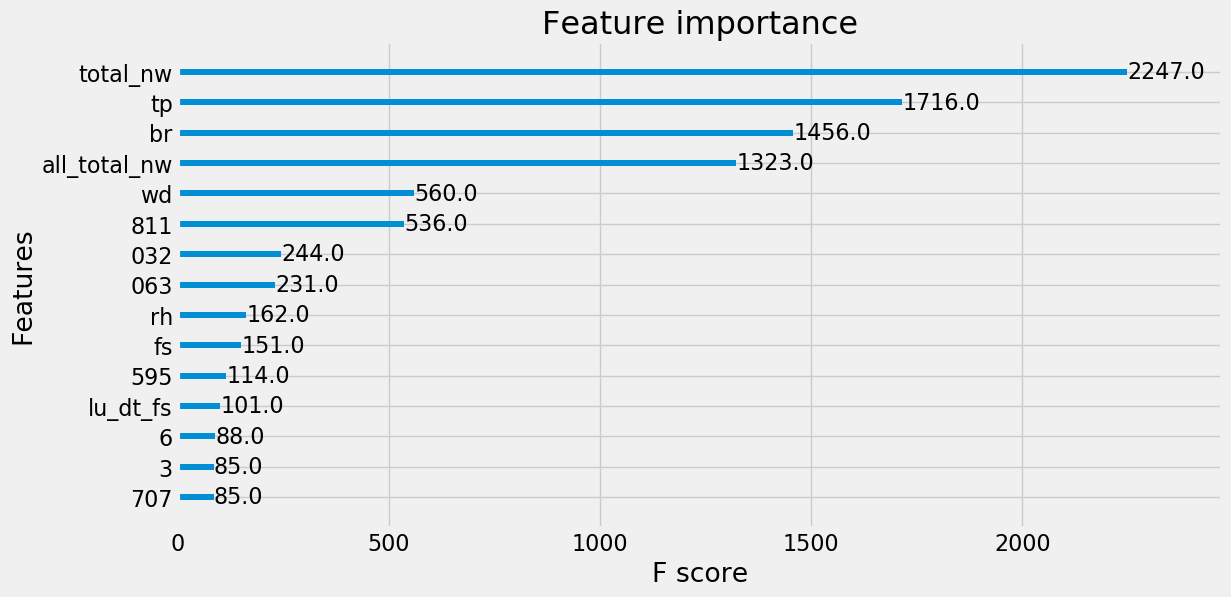 Feature importance
Features
total_nw 2247.0
tp 1716.0
br 1456.0
all_total_nw 1323.0
wd 560.0
811 536.0
032 244.0
063 231.0
rh 162.0
fs 151.0
595 114.0
lu_dt_fs 101.0
6 88.0
3 85.0
707 85.0
0 500 1000 1500 2000
F score